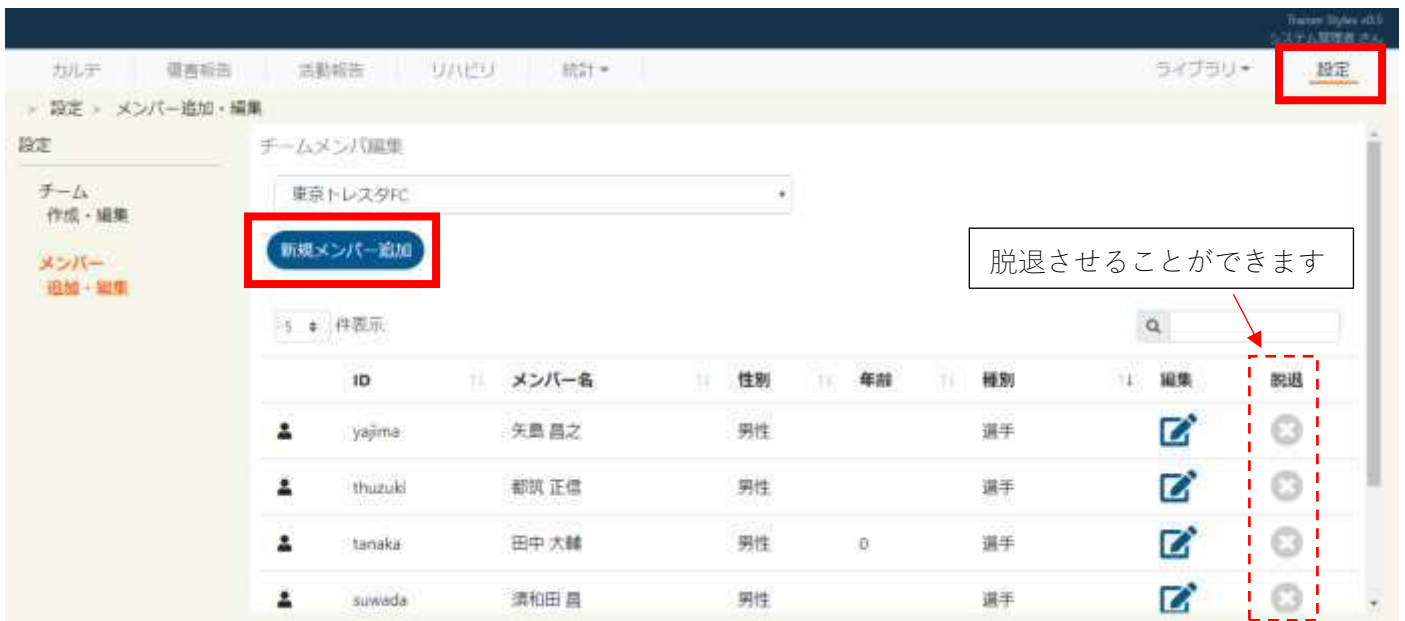 Trainer Styles v0.5
システム管理者 さん
カルテ 傷害報告 活動報告 リハビリ 統計 ライブラリ 設定
> 設定 > メンバー追加・編集
設定
チーム
作成・編集
メンバー
追加・編集
チームメンバ編集
東京トレスタFC
新規メンバー追加
脱退させることができます
5 件表示
ID メンバー名 性別 年齢 種別 編集 脱退
yajima 矢島 昌之 男性 選手
thuzuki 都筑 正信 男性 選手
tanaka 田中 大輔 男性 0 選手
suwada 須和田 昌 男性 選手